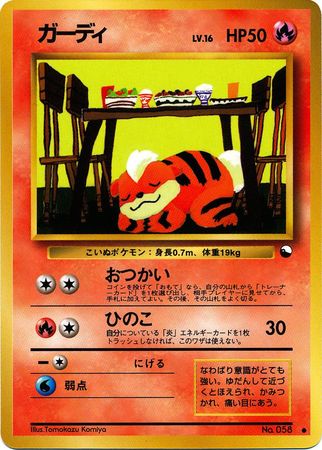 ガーディ LV.16 HP50
こいぬポケモン：身長0.7m、体重19kg
おつかい
コインを投げて「おもて」なら、自分の山札から「トレーナーカード」を1枚選び出し、相手プレイヤーに見せてから、手札に加えてよい。その後、その山札をよく切る。
ひのこ 30
自分についている「炎」エネルギーカードを1枚トラッシュしなければ、このワザは使えない。
にげる
弱点
なわばり意識がとて
も強い。ゆだんして近づ
くとほえられ、かみつ
かれ、痛い目にあう。
Illus.Tomokazu Komiya
No.058